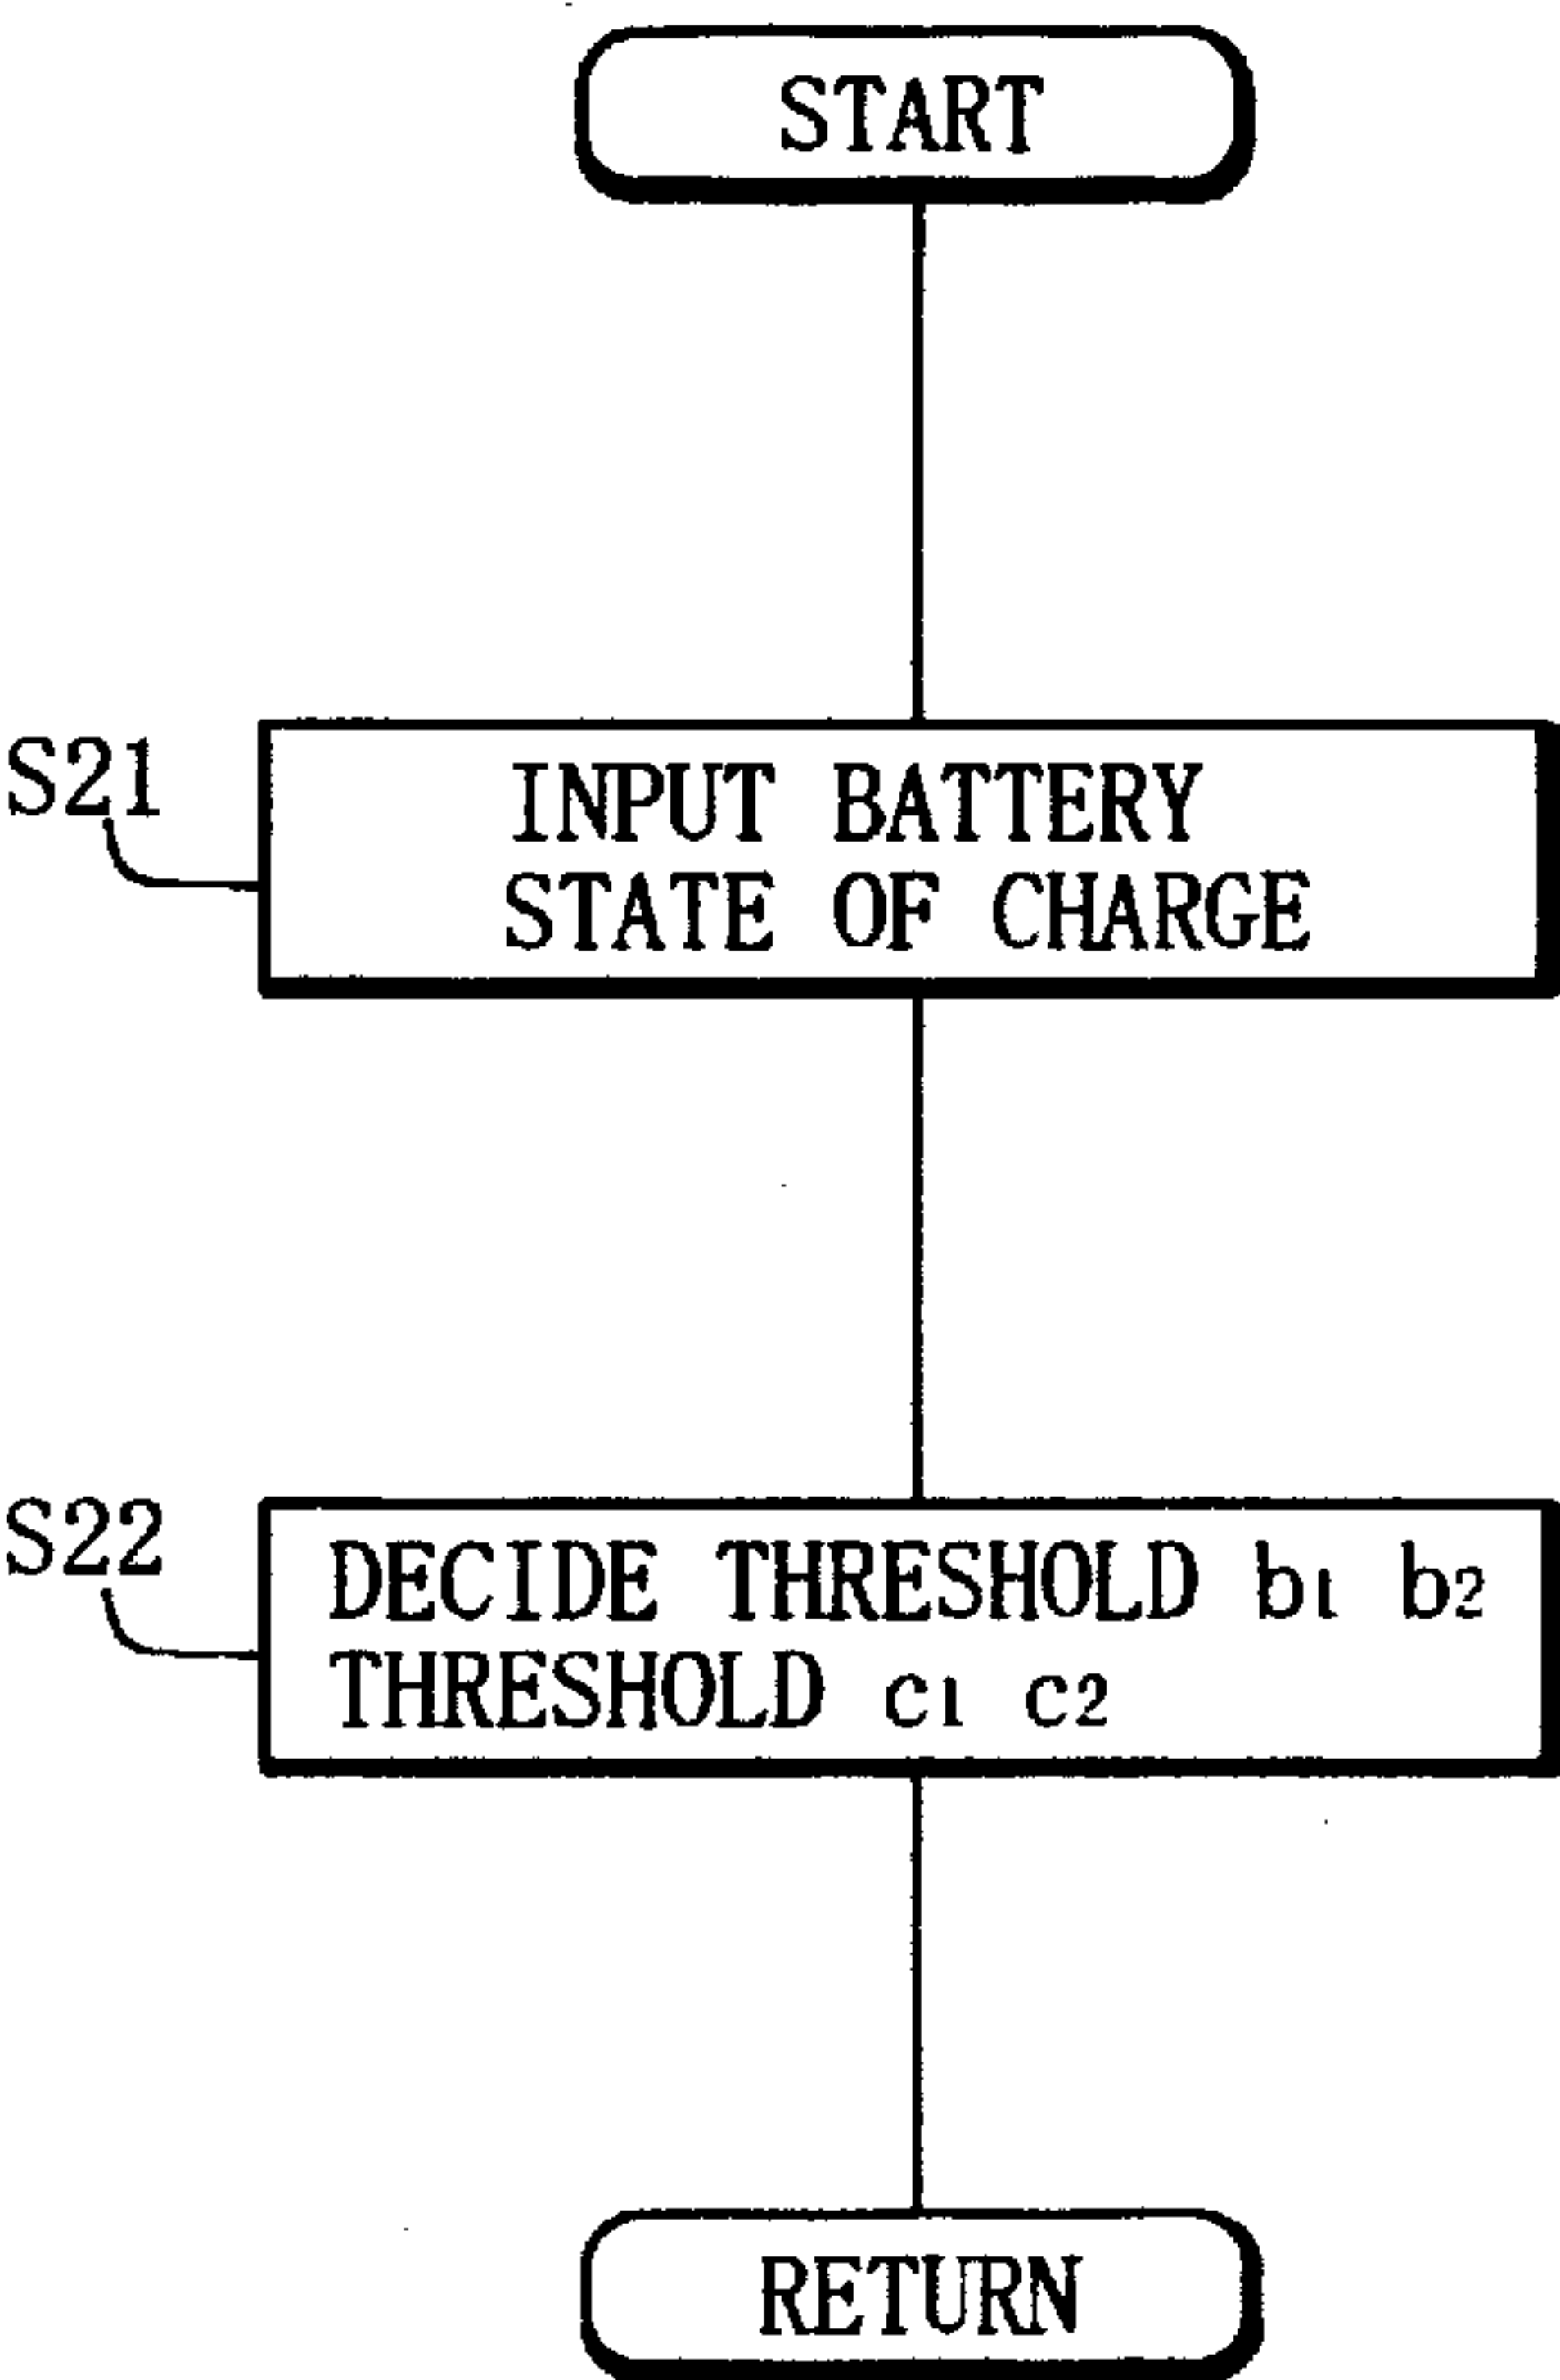 START
S21
INPUT BATTERY
STATE OF CHARGE
S22
DECIDE THRESHOLD b1 b2
THRESHOLD c1 c2
RETURN